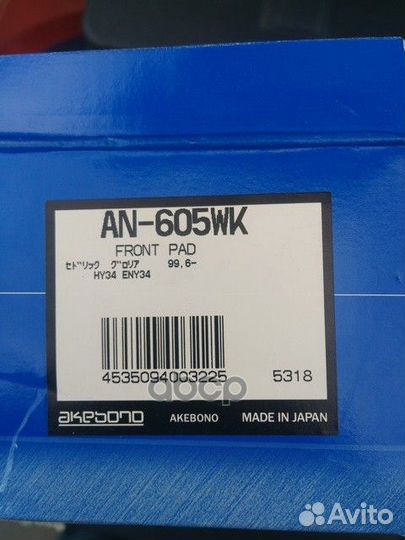 AN-605WK
FRONT PAD
ｾﾄﾞﾘｯｸ ｸﾞﾛﾘｱ 99,6-
HY34 ENY34
4535094003225 5318
акebono AKEBONO MADE IN JAPAN
Avito